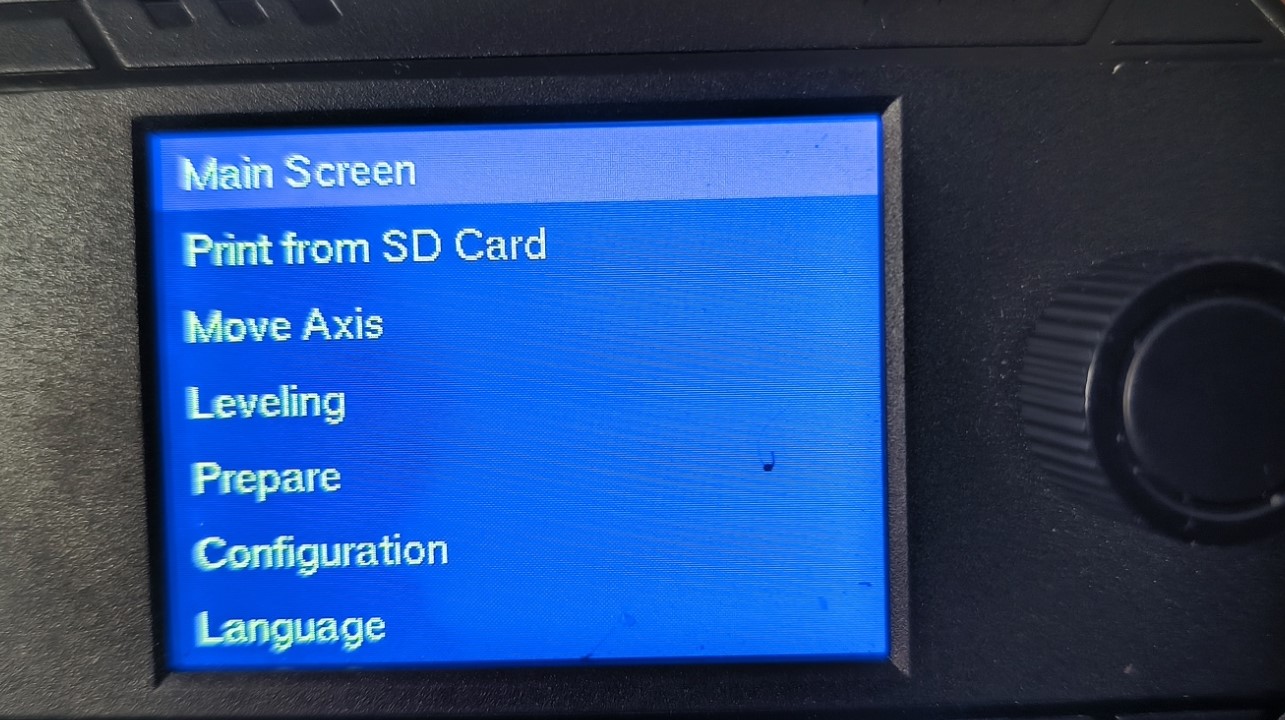 Main Screen
Print from SD Card
Move Axis
Leveling
Prepare
Configuration
Language